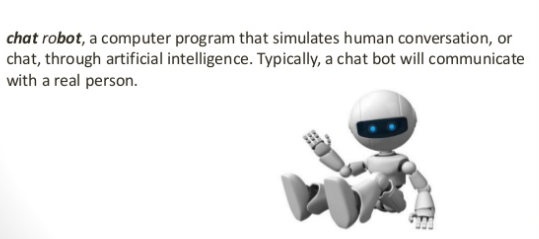 chat robot, a computer program that simulates human conversation, or
chat, through artificial intelligence. Typically, a chat bot will communicate
with a real person.